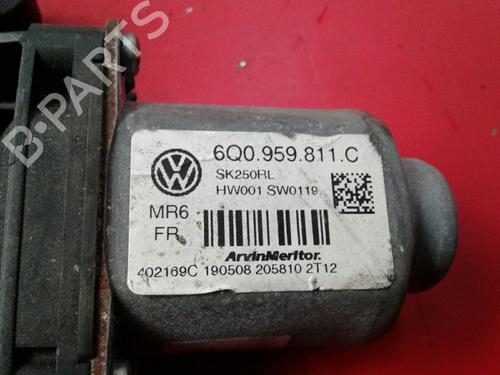 B-PARTS
6Q0.959.811.C
SK250RL
HW001 SW0119
MR6
FR
ArvinMeritor.
402169C 190508 205810 2T12